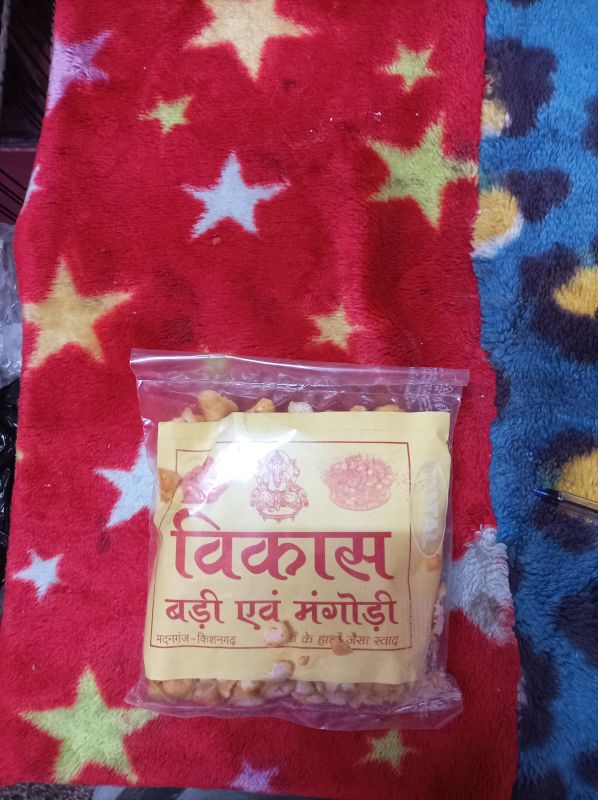 विकास
बड़ी एवं मंगोड़ी
मदनगंज-किशनगढ़ के हाथों जैसा स्वाद